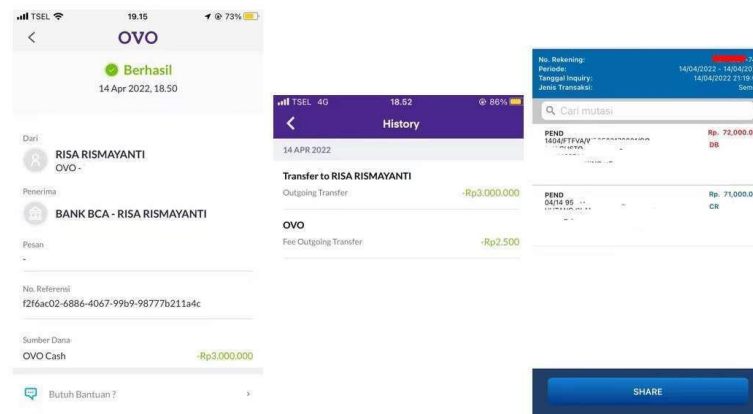 TSEL 19.15 73%
OVO
Berhasil
14 Apr 2022, 18.50
Dari
RISA RISMAYANTI
OVO -
Penerima
BANK BCA - RISA RISMAYANTI
Pesan
-
No. Referensi
f2f6ac02-6886-4067-99b9-98777b211a4c
Sumber Dana
OVO Cash -Rp3.000.000
Butuh Bantuan ?
TSEL 4G 18.52 86%
History
14 APR 2022
Transfer to RISA RISMAYANTI
Outgoing Transfer -Rp3.000.000
OVO
Fee Outgoing Transfer -Rp2.500
No. Rekening:
Periode: 14/04/2022 - 14/04/20
Tanggal Inquiry: 14/04/2022 21:19:
Jenis Transaksi: Sem
Cari mutasi
PEND Rp. 72,000.0
DB
PEND Rp. 71,000.0
04/14 95 CR
SHARE